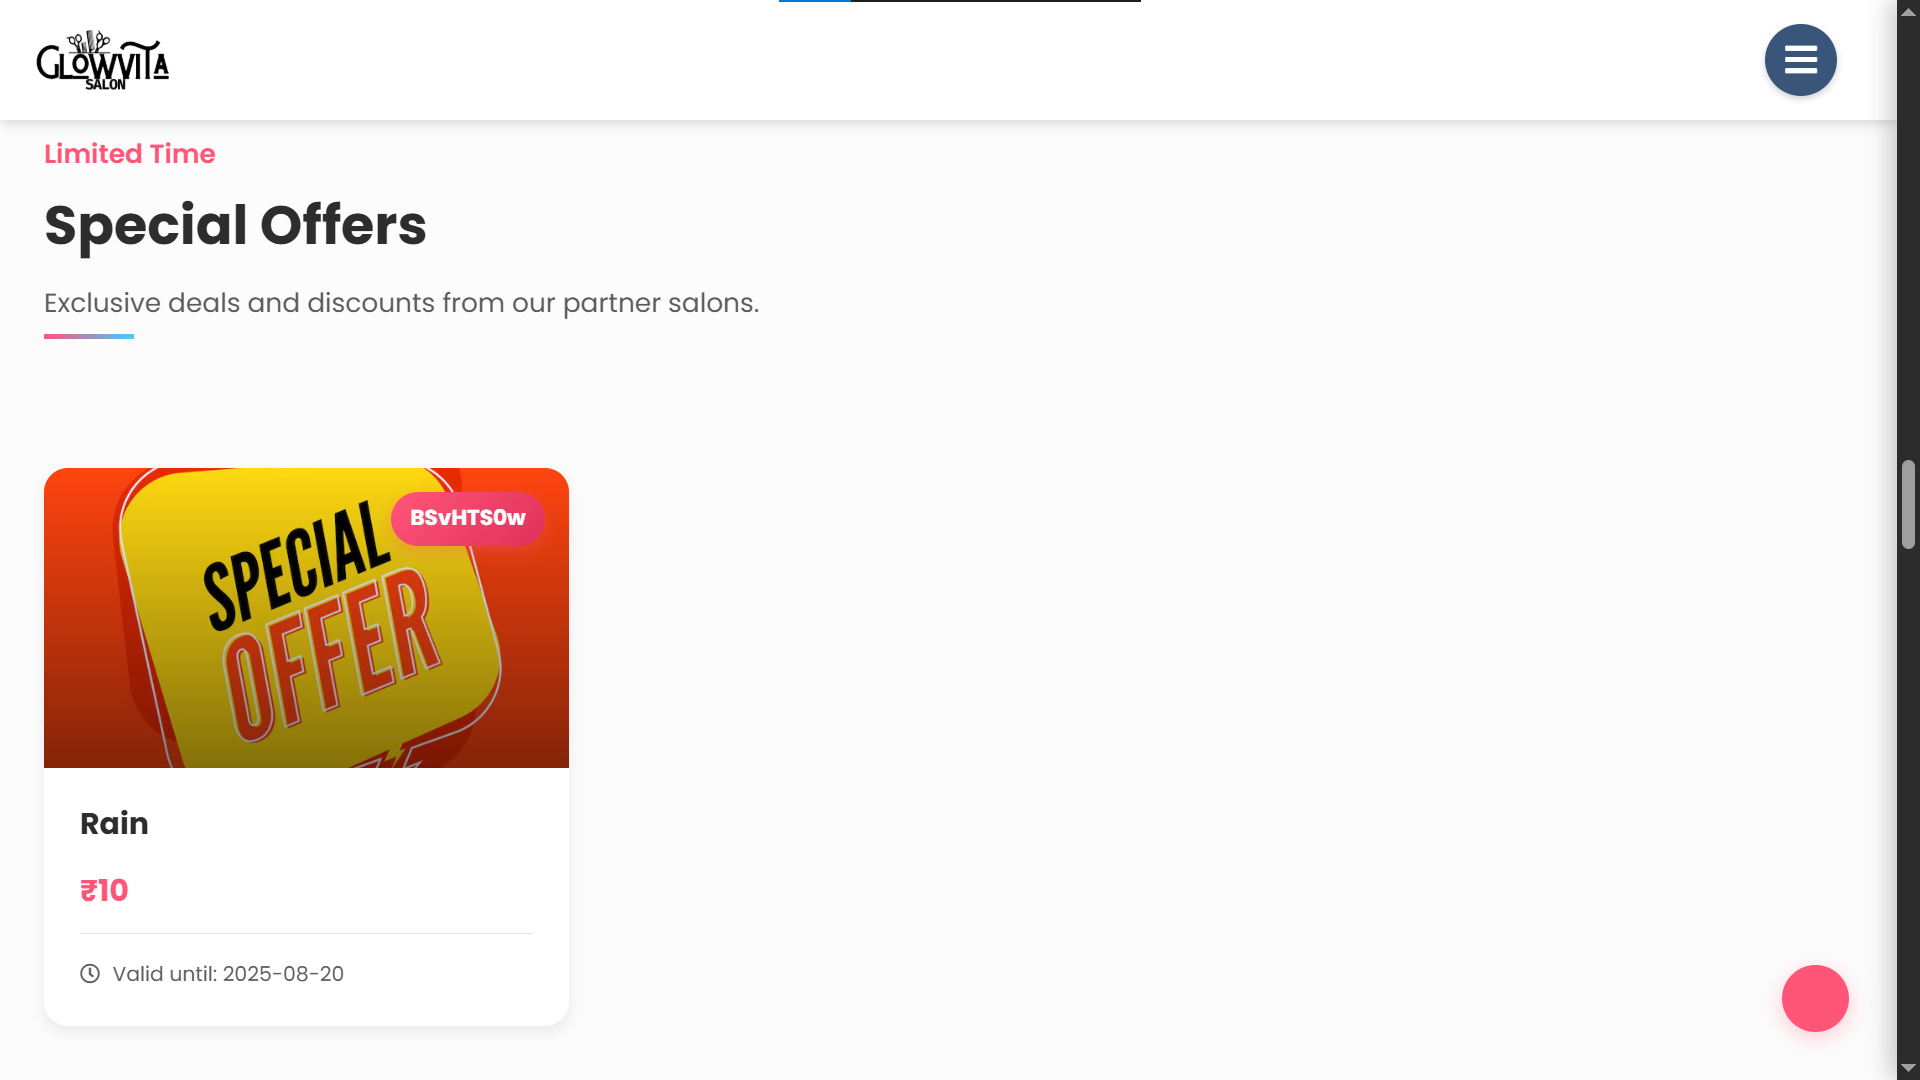 GLOWVITA
SALON
Limited Time
Special Offers
Exclusive deals and discounts from our partner salons.
BSvHTS0w
SPECIAL
OFFER
Rain
₹10
Valid until: 2025-08-20